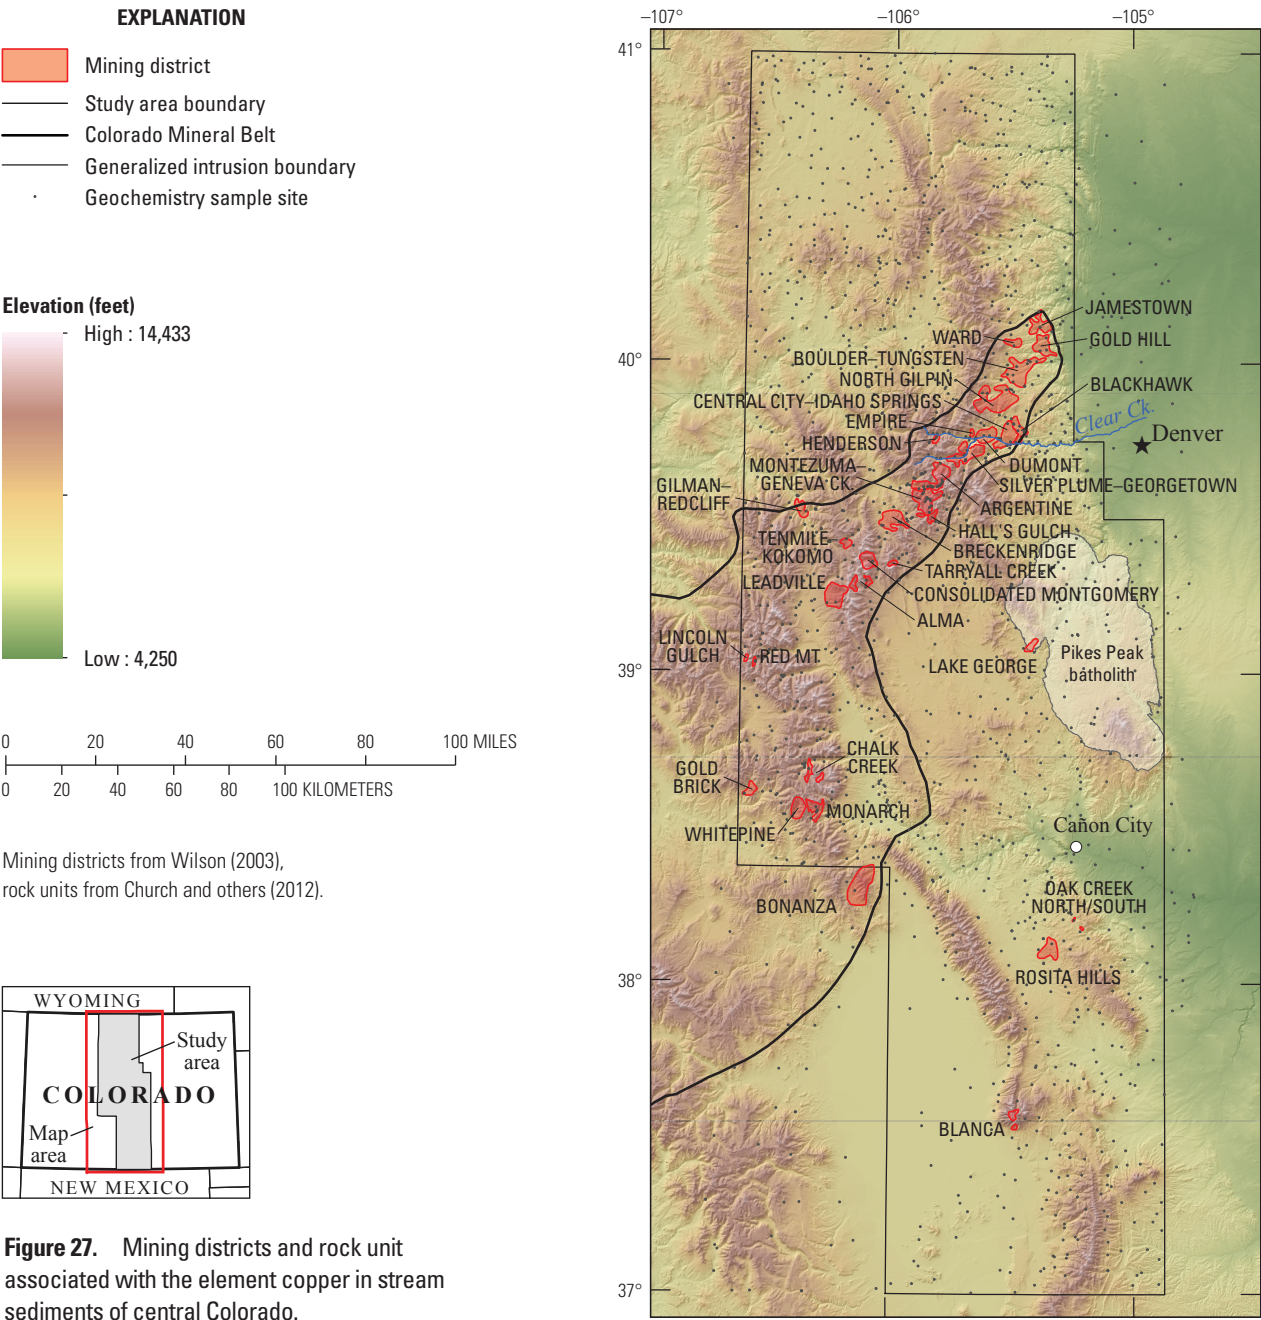 EXPLANATION
Mining district
Study area boundary
Colorado Mineral Belt
Generalized intrusion boundary
Geochemistry sample site
Elevation (feet)
High : 14,433
Low : 4,250
0 20 40 60 80 100 MILES
0 20 40 60 80 100 KILOMETERS
Mining districts from Wilson (2003),
rock units from Church and others (2012).
WYOMING
Study
area
COLORADO
Map
area
NEW MEXICO
Figure 27. Mining districts and rock unit
associated with the element copper in stream
sediments of central Colorado.
–107° –106° –105°
41°
40°
39°
38°
37°
JAMESTOWN
WARD
GOLD HILL
BOULDER–TUNGSTEN
NORTH GILPIN
BLACKHAWK
CENTRAL CITY–IDAHO SPRINGS
EMPIRE
Clear Ck.
Denver
HENDERSON
DUMONT
MONTEZUMA–
GENEVA CK.
SILVER PLUME–GEORGETOWN
GILMAN–
REDCLIFF
ARGENTINE
HALL'S GULCH
TENMILE
KOKOMO
BRECKENRIDGE
TARRYALL CREEK
LEADVILLE
CONSOLIDATED MONTGOMERY
ALMA
LINCOLN
GULCH
RED MT
LAKE GEORGE
Pikes Peak
batholith
CHALK
CREEK
GOLD
BRICK
MONARCH
WHITEPINE
Cañon City
BONANZA
OAK CREEK
NORTH/SOUTH
ROSITA HILLS
BLANCA